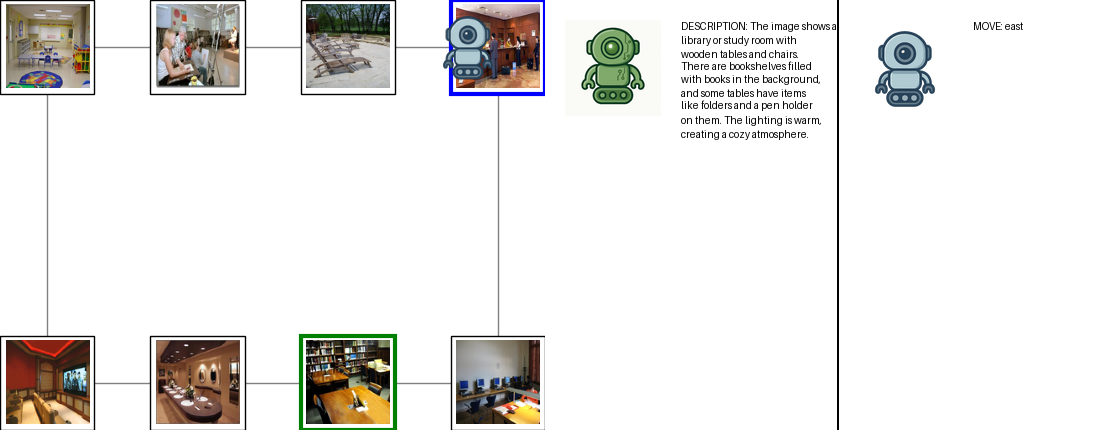 DESCRIPTION: The image shows a
library or study room with
wooden tables and chairs.
There are bookshelves filled
with books in the background,
and some tables have items
like folders and a pen holder
on them. The lighting is warm,
creating a cozy atmosphere.
MOVE: east